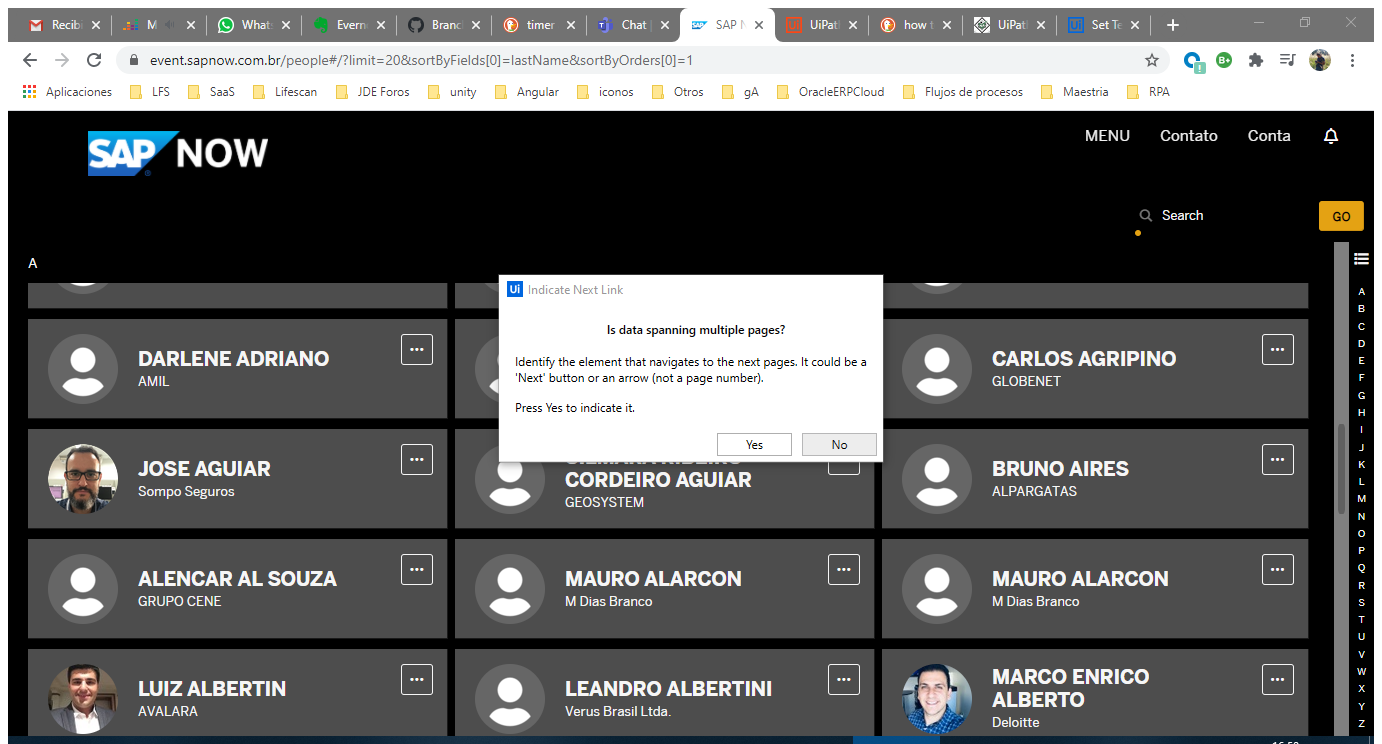 Recibi
M
Whats
Everno
Branc
timer
Chat |
SAP N
UiPat
how t
UiPat
Set Te
event.sapnow.com.br/people#/?limit=20&sortByFields[0]=lastName&sortByOrders[0]=1
Aplicaciones
LFS
SaaS
Lifescan
JDE Foros
unity
Angular
iconos
Otros
gA
OracleERPCloud
Flujos de procesos
Maestria
RPA
SAP NOW
MENU
Contato
Conta
Search
GO
A
Ui Indicate Next Link
Is data spanning multiple pages?
Identify the element that navigates to the next pages. It could be a
'Next' button or an arrow (not a page number).
Press Yes to indicate it.
Yes
No
DARLENE ADRIANO
AMIL
CARLOS AGRIPINO
GLOBENET
JOSE AGUIAR
Sompo Seguros
CORDEIRO AGUIAR
GEOSYSTEM
BRUNO AIRES
ALPARGATAS
ALENCAR AL SOUZA
GRUPO CENE
MAURO ALARCON
M Dias Branco
MAURO ALARCON
M Dias Branco
LUIZ ALBERTIN
AVALARA
LEANDRO ALBERTINI
Verus Brasil Ltda.
MARCO ENRICO
ALBERTO
Deloitte
A
B
C
D
E
F
G
H
I
J
K
L
M
N
O
P
Q
R
S
T
U
V
W
X
Y
Z